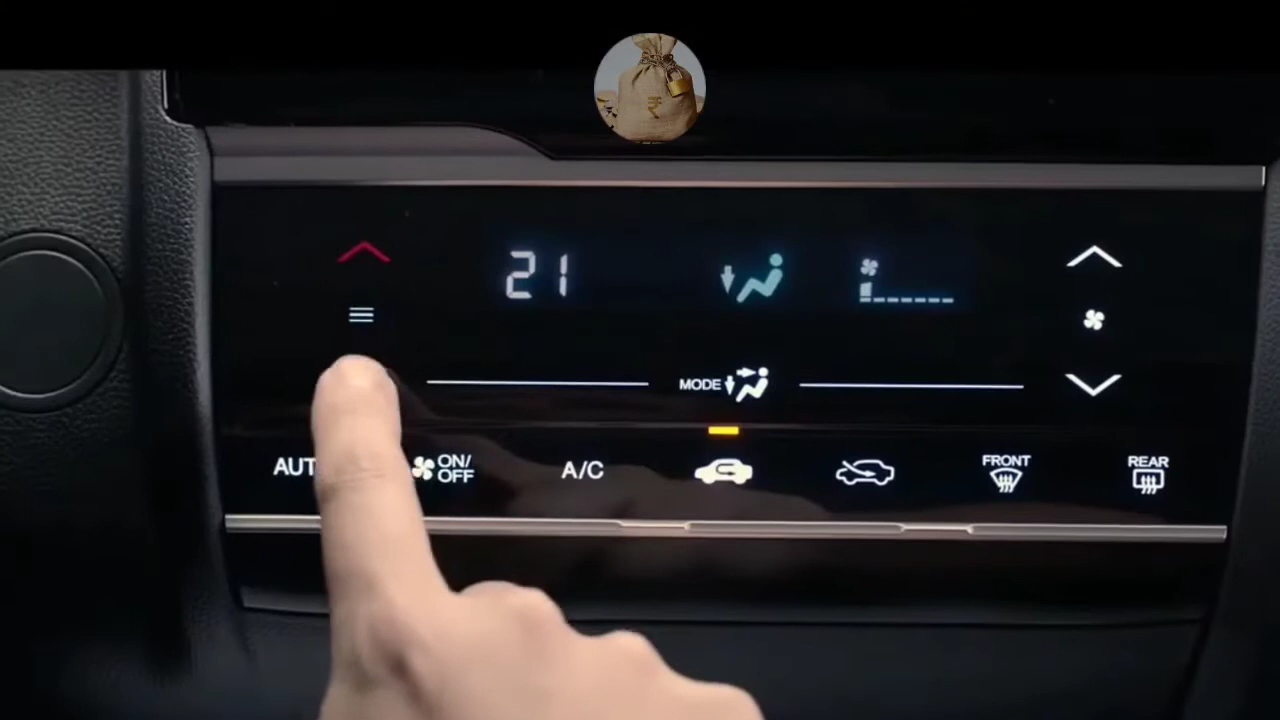 ₹
21
MODE
AUT
ON/
OFF
A/C
FRONT
REAR